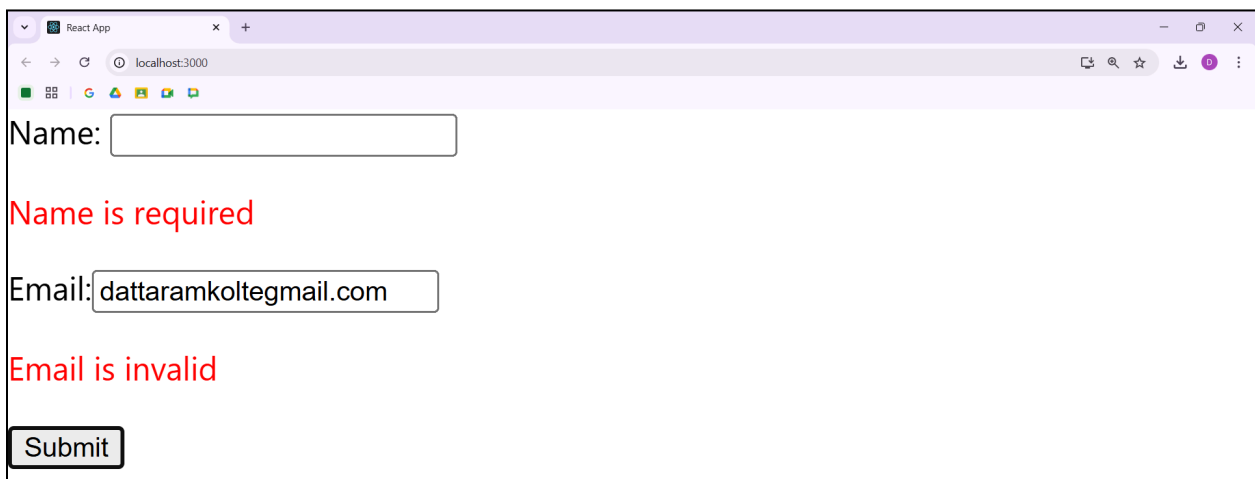 React App
localhost:3000
D
Name:
Name is required
Email: dattaramkoltegmail.com
Email is invalid
Submit